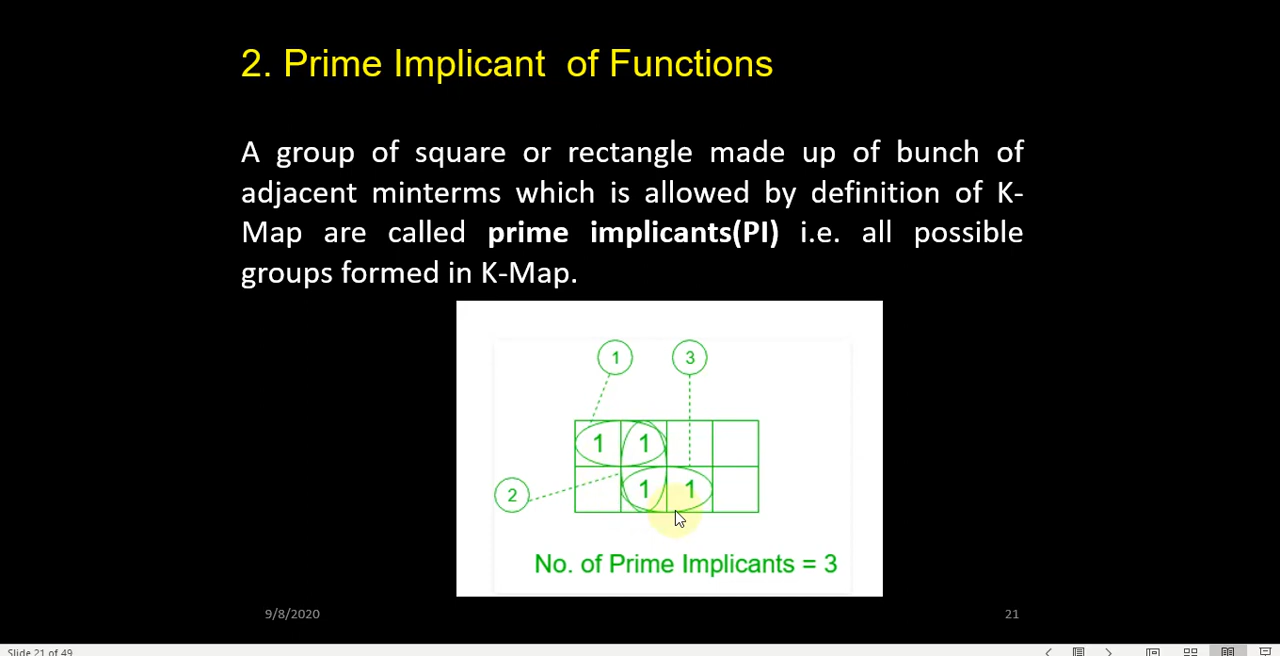 2. Prime Implicant of Functions
A group of square or rectangle made up of bunch of
adjacent minterms which is allowed by definition of K-
Map are called prime implicants(PI) i.e. all possible
groups formed in K-Map.
1 3
1 1
1 1
2
No. of Prime Implicants = 3
9/8/2020 21
Slide 21 of 49